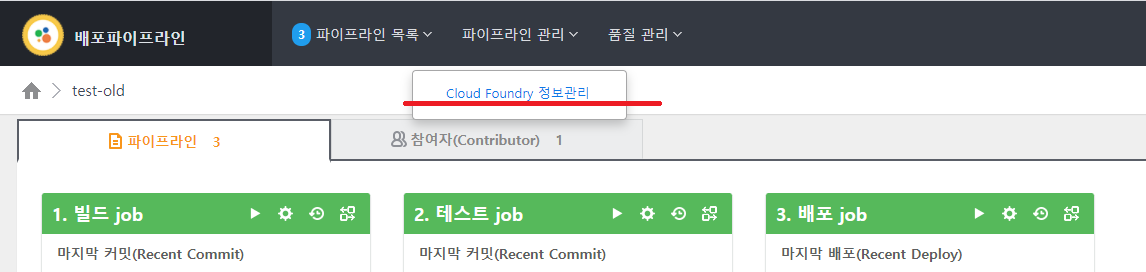 배포파이프라인
3 파이프라인 목록 파이프라인 관리 품질 관리
Cloud Foundry 정보관리
test-old
파이프라인 3 참여자(Contributor) 1
1. 빌드 job 2. 테스트 job 3. 배포 job
마지막 커밋(Recent Commit) 마지막 커밋(Recent Commit) 마지막 배포(Recent Deploy)